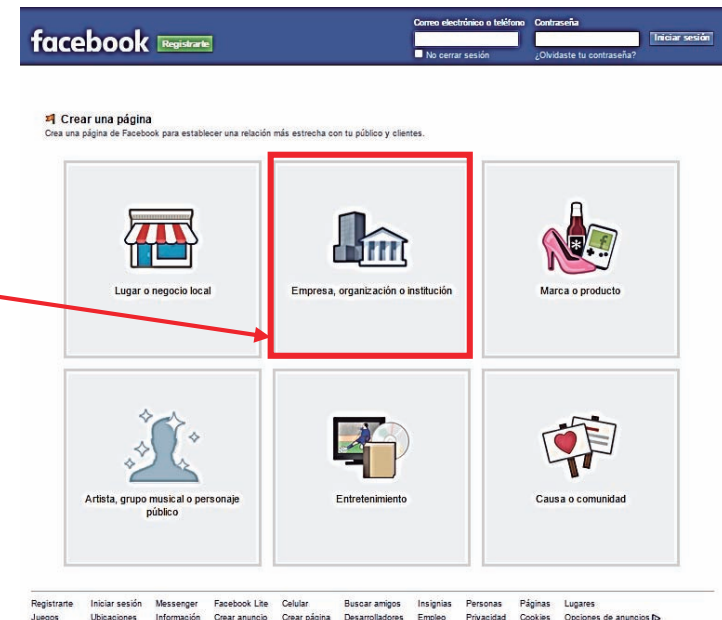 Correo electrónico o teléfono Contraseña
facebook Registrarte Iniciar sesión
No cerrar sesión ¿Olvidaste tu contraseña?
Crear una página
Crea una página de Facebook para establecer una relación más estrecha con tu público y clientes.
Lugar o negocio local
Empresa, organización o institución
Marca o producto
Artista, grupo musical o personaje
público
Entretenimiento
Causa o comunidad
Registrarte Iniciar sesión Messenger Facebook Lite Celular Buscar amigos Insignias Personas Páginas Lugares
Juegos Ubicaciones Información Crear anuncio Crear página Desarrolladores Empleo Privacidad Cookies Opciones de anuncios